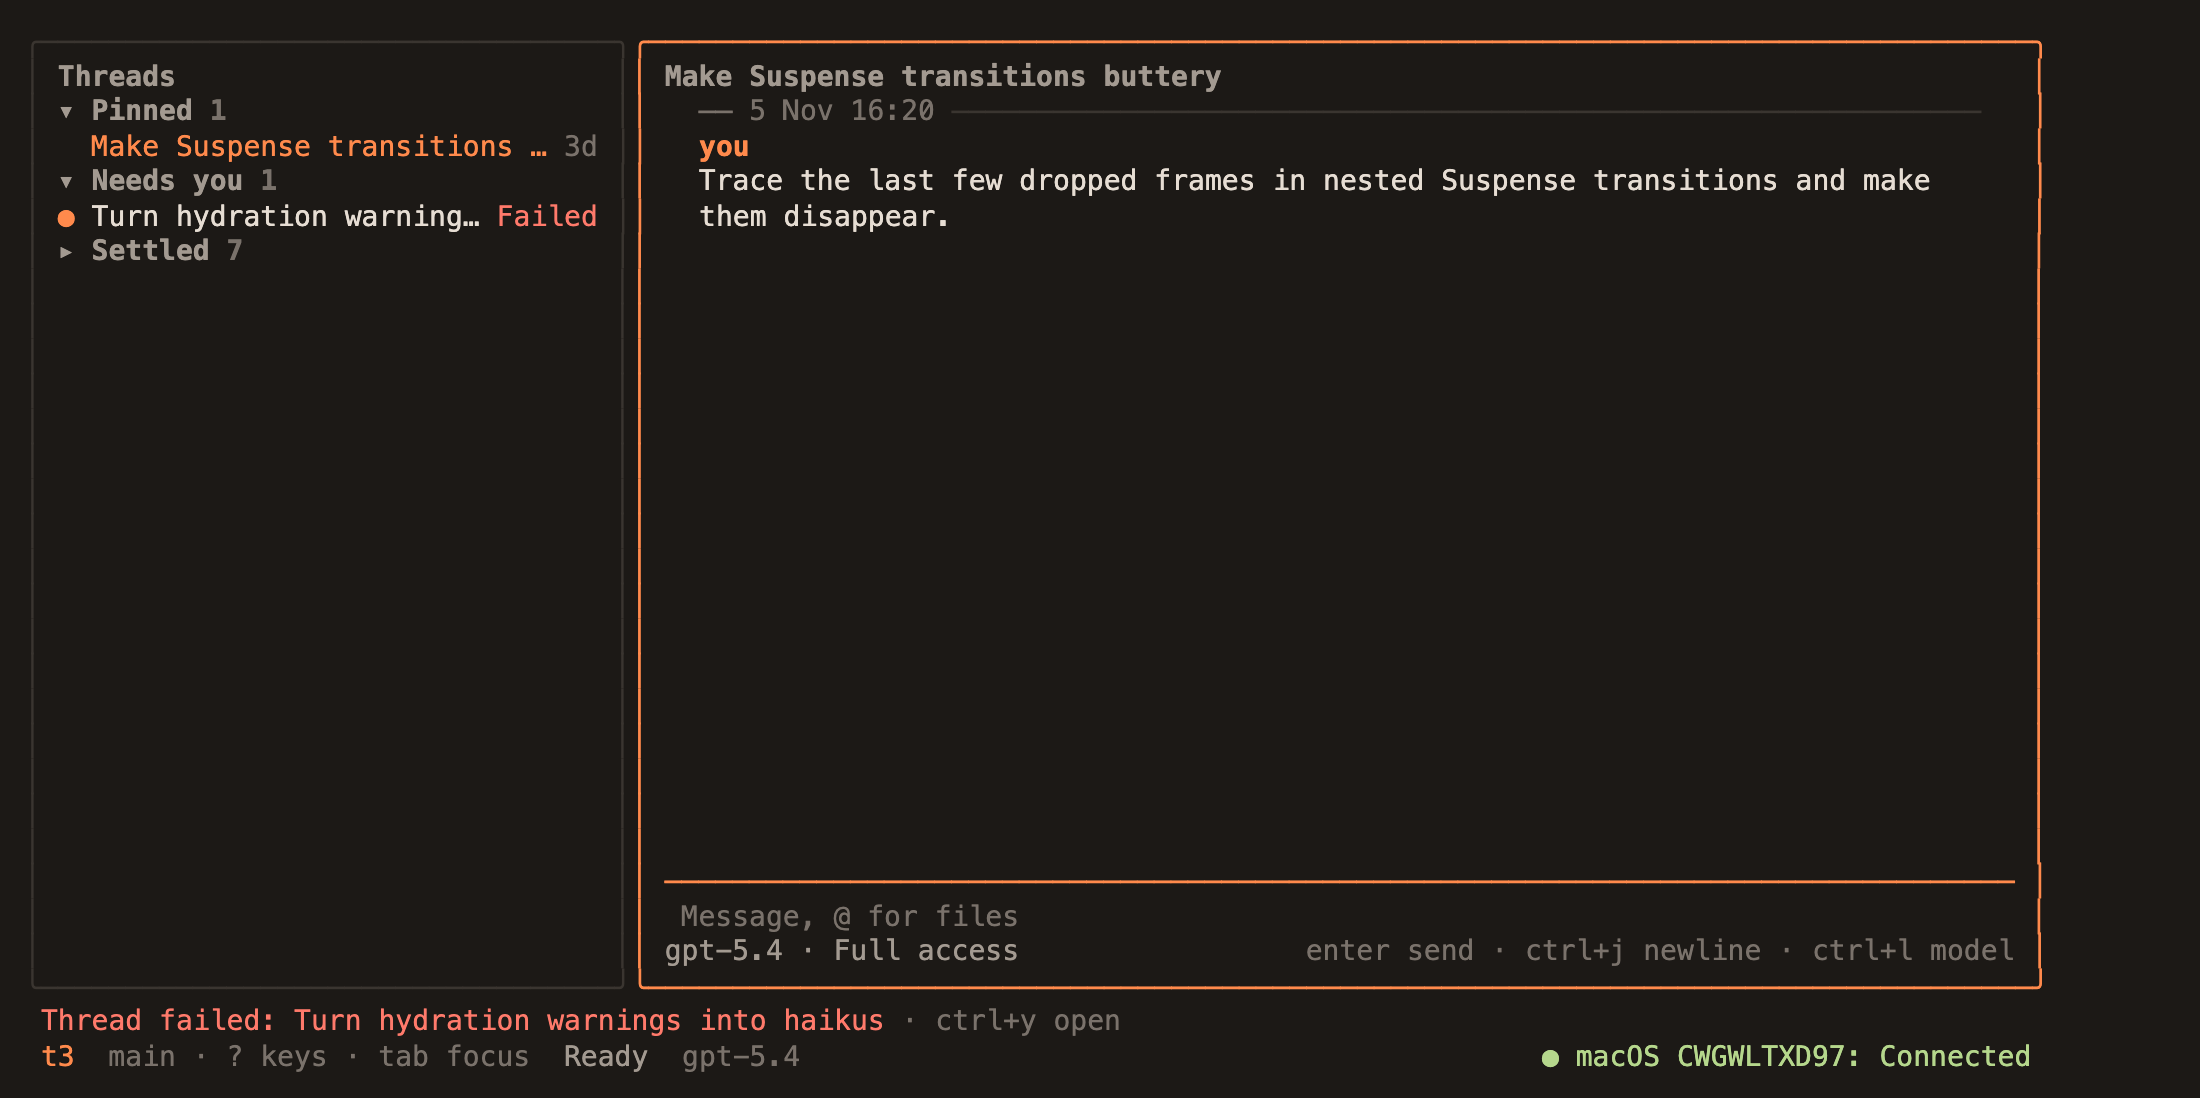 Threads
▾ Pinned 1
Make Suspense transitions … 3d
▾ Needs you 1
● Turn hydration warning… Failed
▸ Settled 7
Make Suspense transitions buttery
5 Nov 16:20
you
Trace the last few dropped frames in nested Suspense transitions and make
them disappear.
Message, @ for files
gpt-5.4 · Full access
enter send · ctrl+j newline · ctrl+l model
Thread failed: Turn hydration warnings into haikus · ctrl+y open
t3 main · ? keys · tab focus Ready gpt-5.4
● macOS CWGWLTXD97: Connected